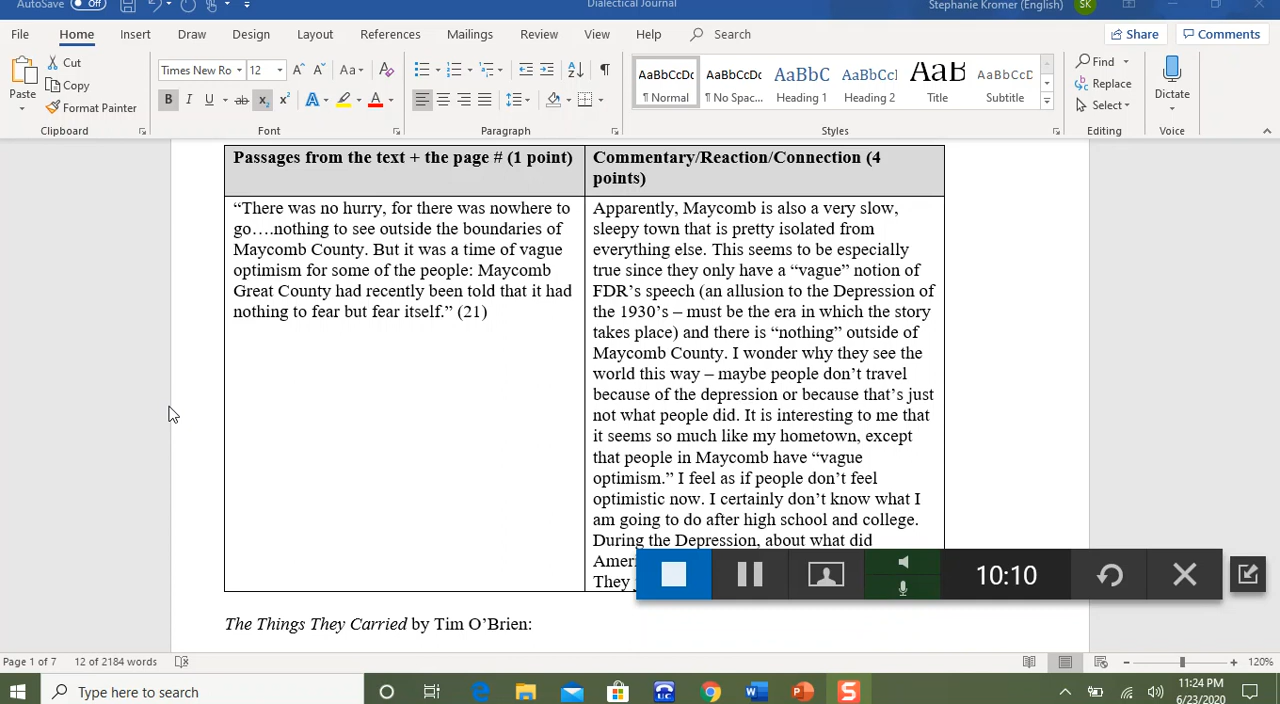 AutoSave Off
Dialectical Journal
Stephanie Kromer (English)
SK
File Home Insert Draw Design Layout References Mailings Review View Help Search
Share Comments
Paste
Cut
Copy
Format Painter
Clipboard
Times New Ro 12
Aa
B I U ab x₂ x²
Font
Paragraph
AaBbCcDc AaBbCcDc AaBbC AaBbCcI AaB AaBbCcD
¶ Normal ¶ No Spac... Heading 1 Heading 2 Title Subtitle
Styles
Find
Replace
Select
Editing
Dictate
Voice
Passages from the text + the page # (1 point)
“There was no hurry, for there was nowhere to
go….nothing to see outside the boundaries of
Maycomb County. But it was a time of vague
optimism for some of the people: Maycomb
Great County had recently been told that it had
nothing to fear but fear itself.” (21)
Commentary/Reaction/Connection (4
points)
Apparently, Maycomb is also a very slow,
sleepy town that is pretty isolated from
everything else. This seems to be especially
true since they only have a “vague” notion of
FDR’s speech (an allusion to the Depression of
the 1930’s – must be the era in which the story
takes place) and there is “nothing” outside of
Maycomb County. I wonder why they see the
world this way – maybe people don’t travel
because of the depression or because that’s just
not what people did. It is interesting to me that
it seems so much like my hometown, except
that people in Maycomb have “vague
optimism.” I feel as if people don’t feel
optimistic now. I certainly don’t know what I
am going to do after high school and college.
During the Depression, about what did
Ameri
They
The Things They Carried by Tim O’Brien:
10:10
Page 1 of 7 12 of 2184 words
120%
Type here to search
11:24 PM
6/23/2020